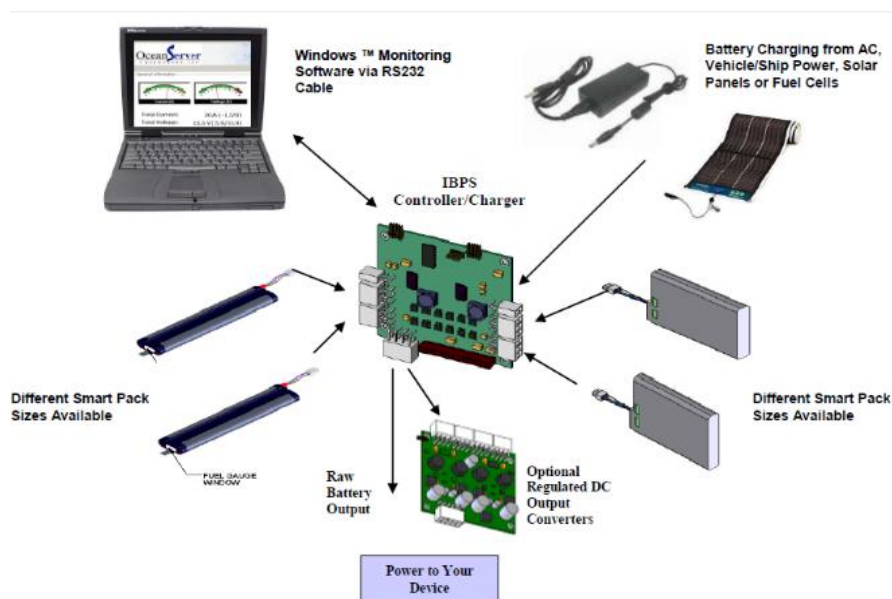 OceanServer
Windows ™ Monitoring
Software via RS232
Cable
Battery Charging from AC,
Vehicle/Ship Power, Solar
Panels or Fuel Cells
IBPS
Controller/Charger
Different Smart Pack
Sizes Available
FUEL GAUGE
WINDOW
Different Smart Pack
Sizes Available
Raw
Battery
Output
Optional
Regulated DC
Output
Converters
Power to Your
Device